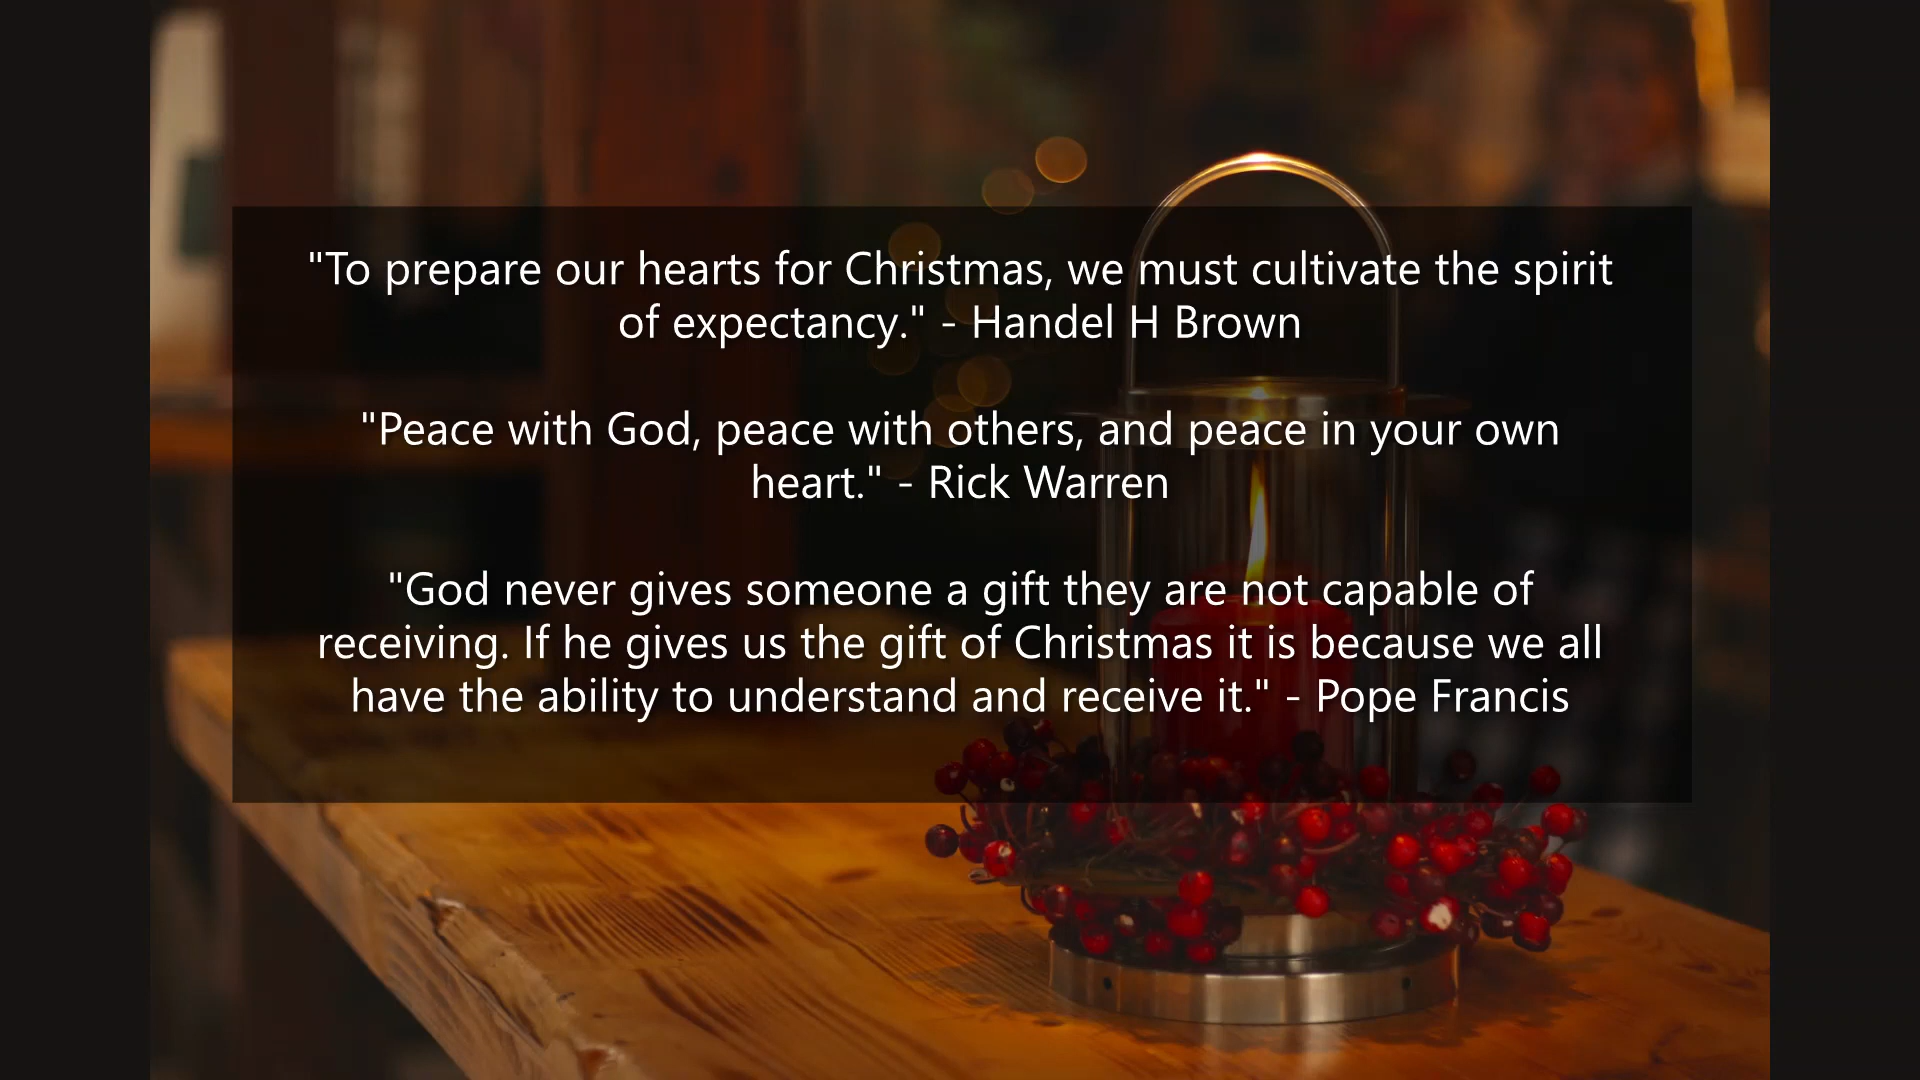 "To prepare our hearts for Christmas, we must cultivate the spirit
of expectancy." - Handel H Brown
"Peace with God, peace with others, and peace in your own
heart." - Rick Warren
"God never gives someone a gift they are not capable of
receiving. If he gives us the gift of Christmas it is because we all
have the ability to understand and receive it." - Pope Francis